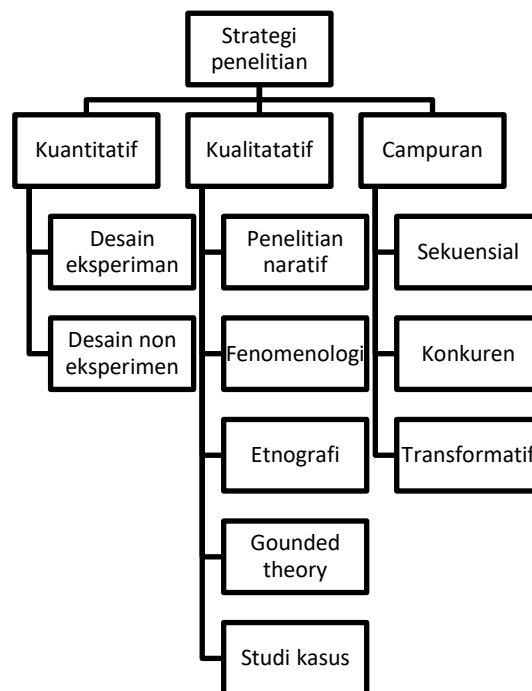 Strategi
penelitian
Kuantitatif
Kualitatatif
Campuran
Desain
eksperiman
Penelitian
naratif
Sekuensial
Desain non
eksperimen
Fenomenologi
Konkuren
Etnografi
Transformatif
Gounded
theory
Studi kasus